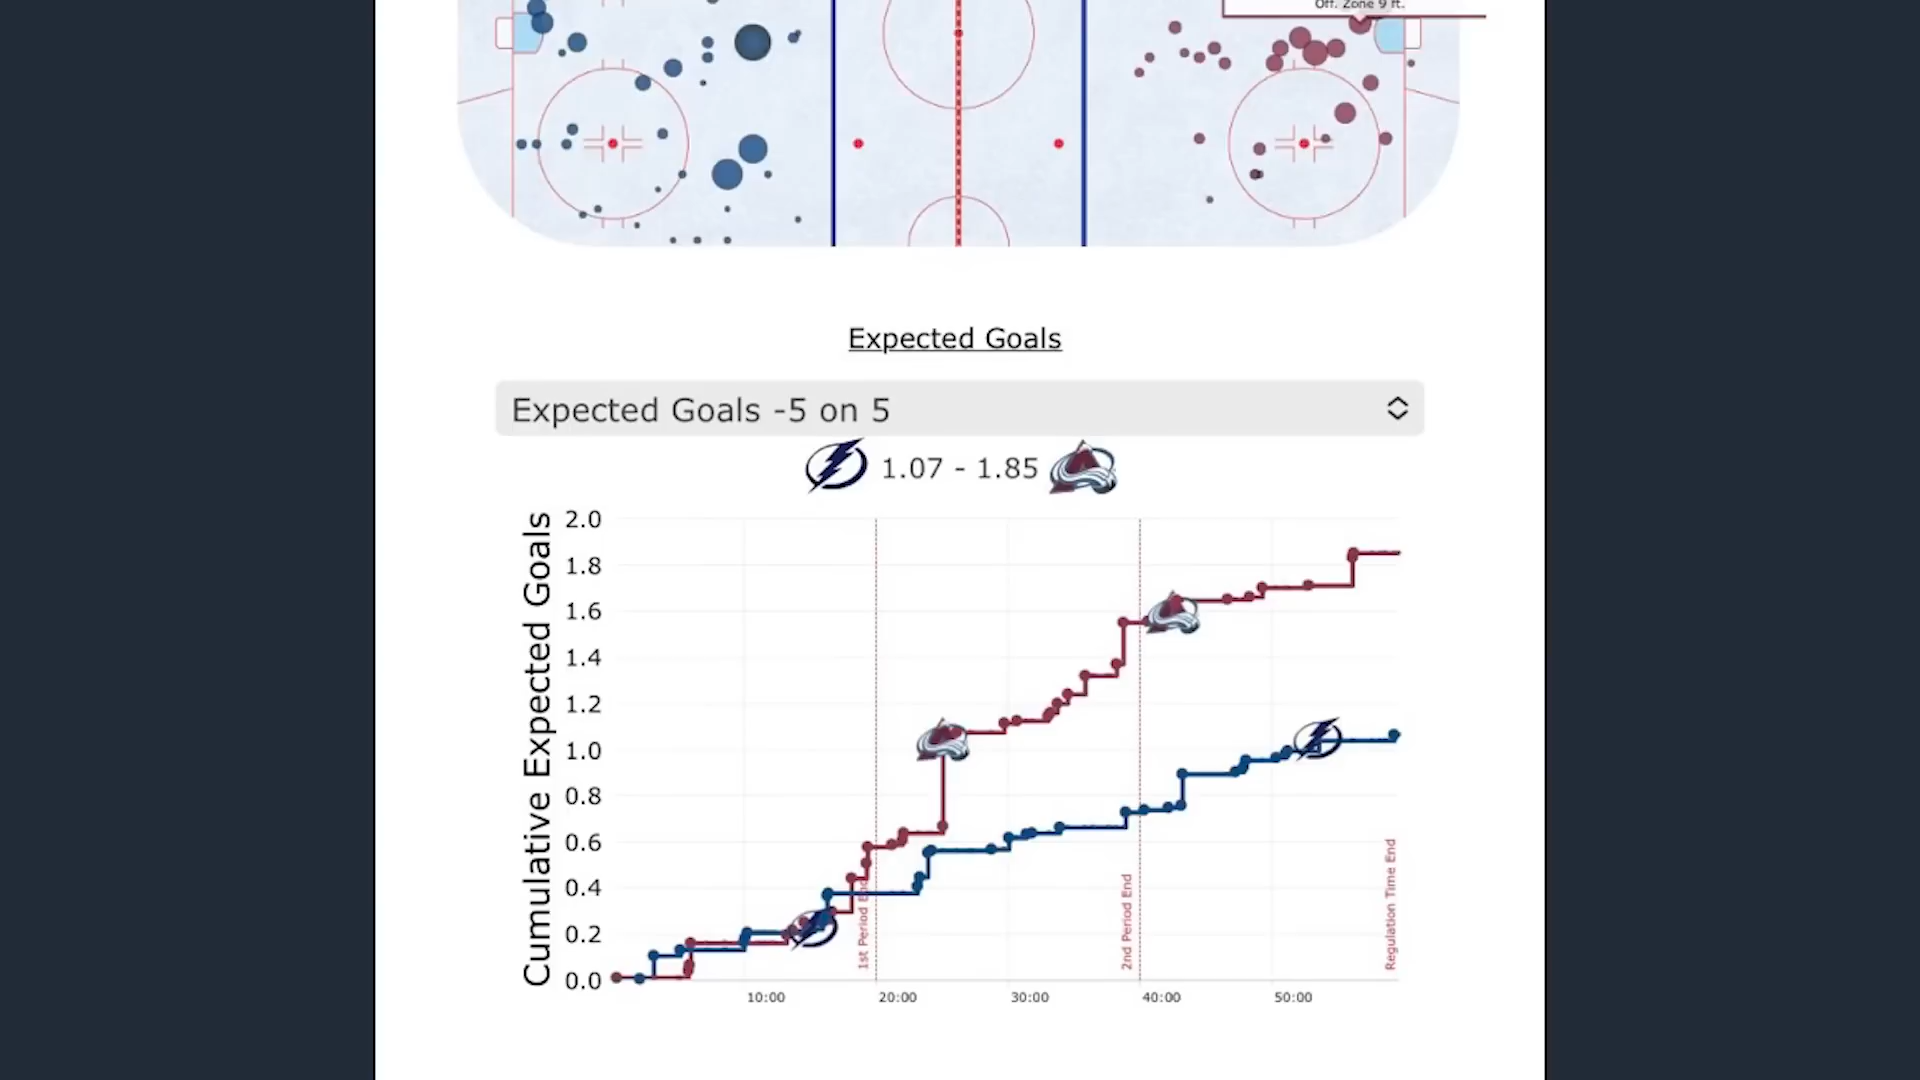 Off. Zone 9 ft.
Expected Goals
Expected Goals -5 on 5
1.07 - 1.85
Cumulative Expected Goals
2.0
1.8
1.6
1.4
1.2
1.0
0.8
0.6
0.4
0.2
0.0
1st Period End
2nd Period End
Regulation Time End
10:00
20:00
30:00
40:00
50:00